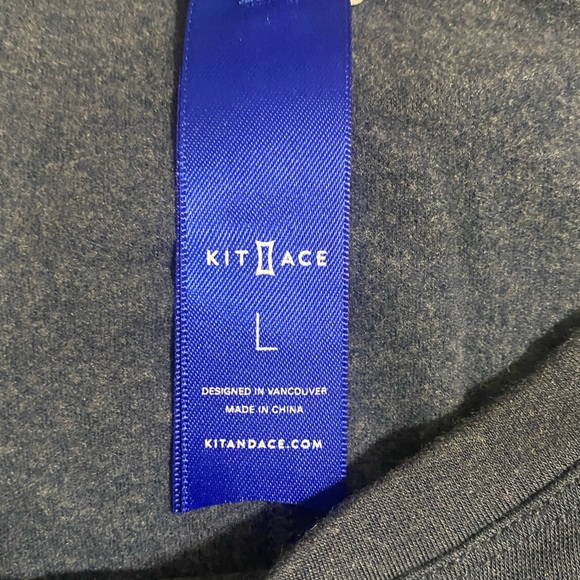 KIT ACE
L
DESIGNED IN VANCOUVER
MADE IN CHINA
KITANDACE.COM